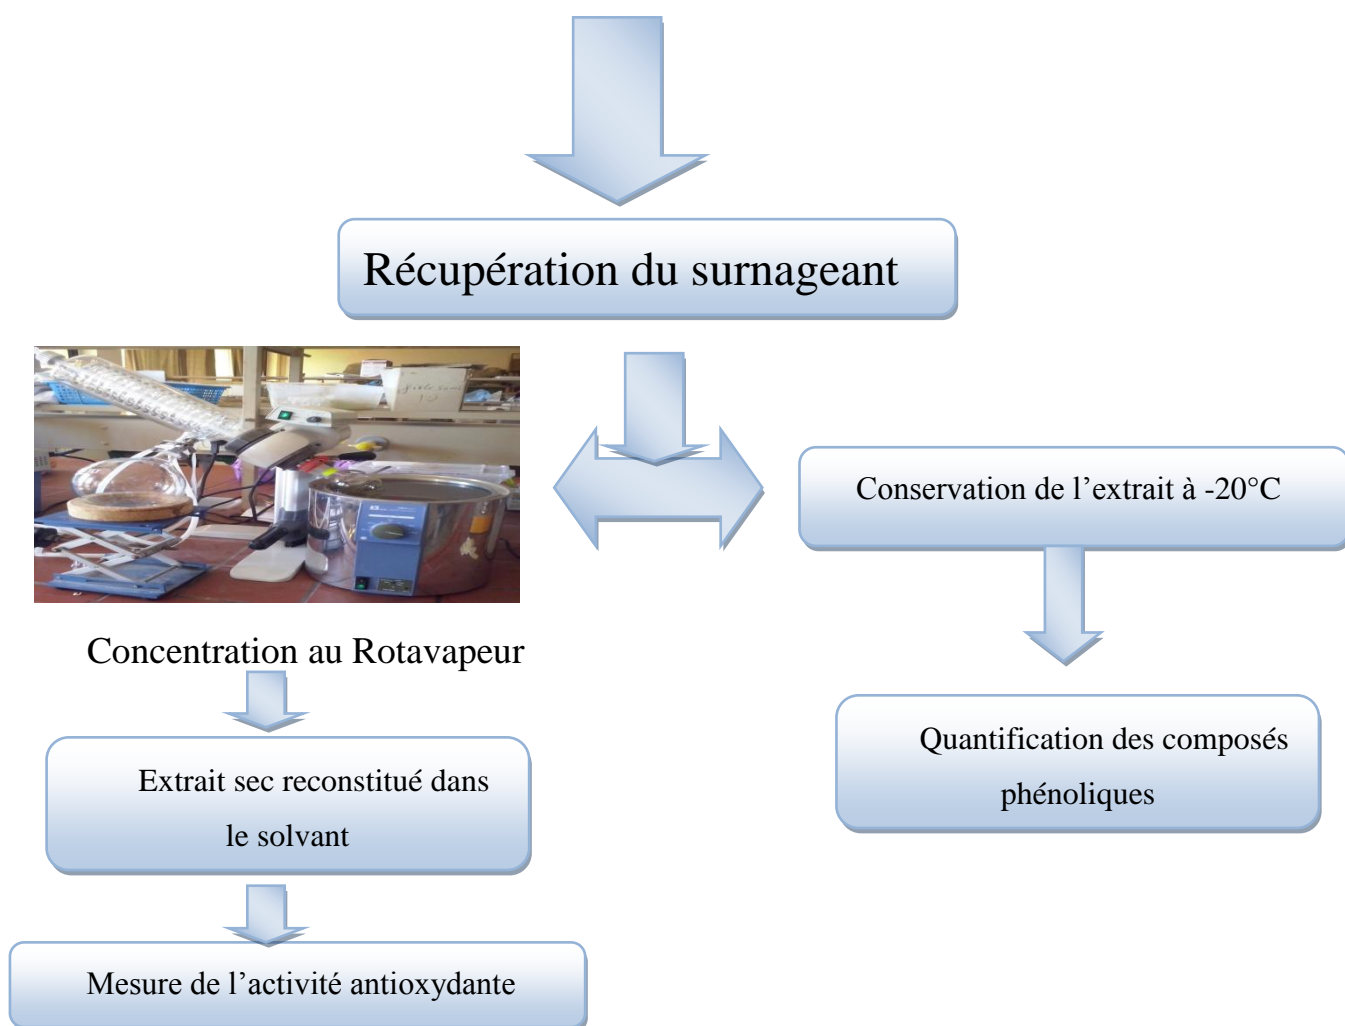 Récupération du surnageant
Conservation de l’extrait à -20°C
Concentration au Rotavapeur
Quantification des composés
phénoliques
Extrait sec reconstitué dans
le solvant
Mesure de l’activité antioxydante